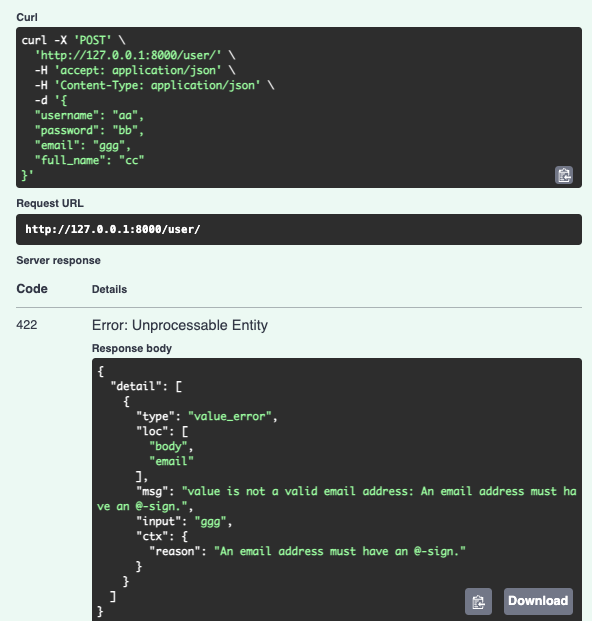 Curl
curl -X 'POST' \
  'http://127.0.0.1:8000/user/' \
  -H 'accept: application/json' \
  -H 'Content-Type: application/json' \
  -d '{
  "username": "aa",
  "password": "bb",
  "email": "ggg",
  "full_name": "cc"
}'
Request URL
http://127.0.0.1:8000/user/
Server response
Code Details
422 Error: Unprocessable Entity
Response body
{
  "detail": [
    {
      "type": "value_error",
      "loc": [
        "body",
        "email"
      ],
      "msg": "value is not a valid email address: An email address must ha
ve an @-sign.",
      "input": "ggg",
      "ctx": {
        "reason": "An email address must have an @-sign."
      }
    }
  ]
}
Download